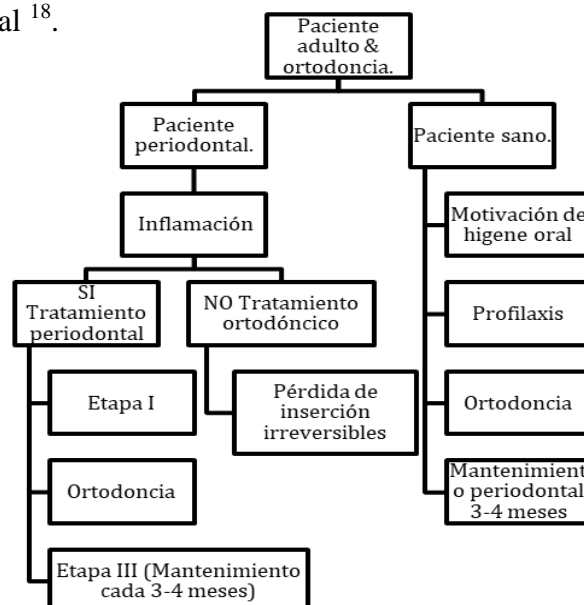 al 18.
Paciente
adulto &
ortodoncia.
Paciente
periodontal.
Paciente sano.
Inflamación
Motivación de
higene oral
SI
Tratamiento
periodontal
NO Tratamiento
ortodóncico
Profilaxis
Etapa I
Pérdida de
inserción
irreversibles
Ortodoncia
Ortodoncia
Mantenimient
o periodontal
3-4 meses
Etapa III (Mantenimiento
cada 3-4 meses)